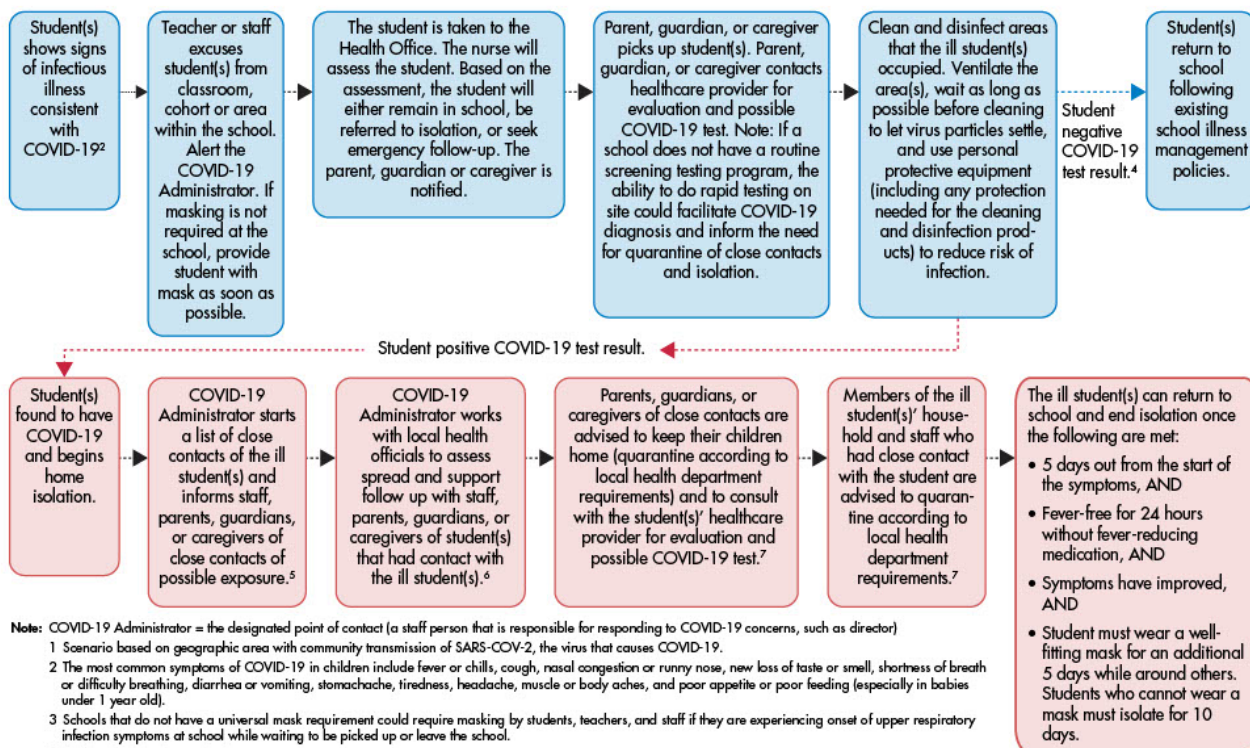 Student(s)
shows signs
of infectious
illness
consistent
with
COVID-19²
Teacher or staff
excuses
student(s) from
classroom,
cohort or area
within the school.
Alert the
COVID-19
Administrator. If
masking is not
required at the
school, provide
student with
mask as soon as
possible.
The student is taken to the
Health Office. The nurse will
assess the student. Based on the
assessment, the student will
either remain in school, be
referred to isolation, or seek
emergency follow-up. The
parent, guardian or caregiver is
notified.
Parent, guardian, or caregiver
picks up student(s). Parent,
guardian, or caregiver contacts
healthcare provider for
evaluation and possible
COVID-19 test. Note: If a
school does not have a routine
screening testing program, the
ability to do rapid testing on
site could facilitate COVID-19
diagnosis and inform the need
for quarantine of close contacts
and isolation.
Clean and disinfect areas
that the ill student(s)
occupied. Ventilate the
area(s), wait as long as
possible before cleaning
to let virus particles settle,
and use personal
protective equipment
(including any protection
needed for the cleaning
and disinfection prod-
ucts) to reduce risk of
infection.
Student
negative
COVID-19
test result.⁴
Student(s)
return to
school
following
existing
school illness
management
policies.
Student positive COVID-19 test result.
Student(s)
found to have
COVID-19
and begins
home
isolation.
COVID-19
Administrator starts
a list of close
contacts of the ill
student(s) and
informs staff,
parents, guardians,
or caregivers of
close contacts of
possible exposure.⁵
COVID-19
Administrator works
with local health
officials to assess
spread and support
follow up with staff,
parents, guardians, or
caregivers of student(s)
that had contact with
the ill student(s).⁶
Parents, guardians, or
caregivers of close contacts are
advised to keep their children
home (quarantine according to
local health department
requirements) and to consult
with the student(s)’ healthcare
provider for evaluation and
possible COVID-19 test.⁷
Members of the ill
student(s)’ house-
hold and staff who
had close contact
with the student are
advised to quaran-
tine according to
local health
department
requirements.⁷
The ill student(s) can return to
school and end isolation once
the following are met:
• 5 days out from the start of
the symptoms, AND
• Fever-free for 24 hours
without fever-reducing
medication, AND
• Symptoms have improved,
AND
• Student must wear a well-
fitting mask for an additional
5 days while around others.
Students who cannot wear a
mask must isolate for 10
days.
Note: COVID-19 Administrator = the designated point of contact (a staff person that is responsible for responding to COVID-19 concerns, such as director)
1 Scenario based on geographic area with community transmission of SARS-COV-2, the virus that causes COVID-19.
2 The most common symptoms of COVID-19 in children include fever or chills, cough, nasal congestion or runny nose, new loss of taste or smell, shortness of breath
or difficulty breathing, diarrhea or vomiting, stomachache, tiredness, headache, muscle or body aches, and poor appetite or poor feeding (especially in babies
under 1 year old).
3 Schools that do not have a universal mask requirement could require masking by students, teachers, and staff if they are experiencing onset of upper respiratory
infection symptoms at school while waiting to be picked up or leave the school.